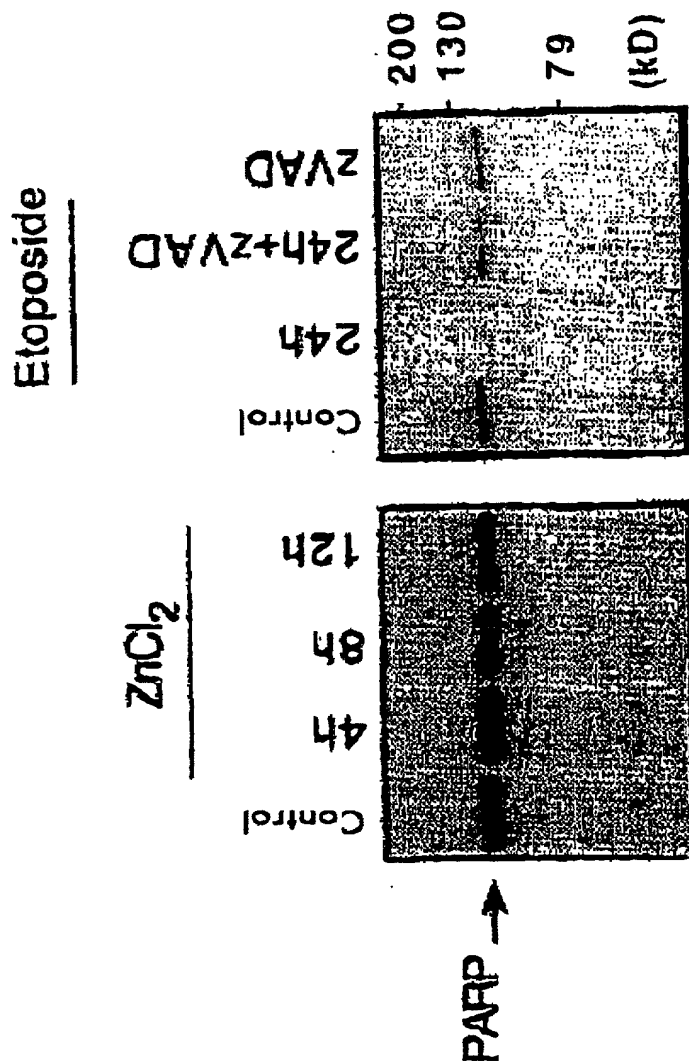 Etoposide
Control
24h
24h+zVAD
zVAD
200
130
79
(kD)
ZnCl₂
Control
4h
8h
12h
PARP